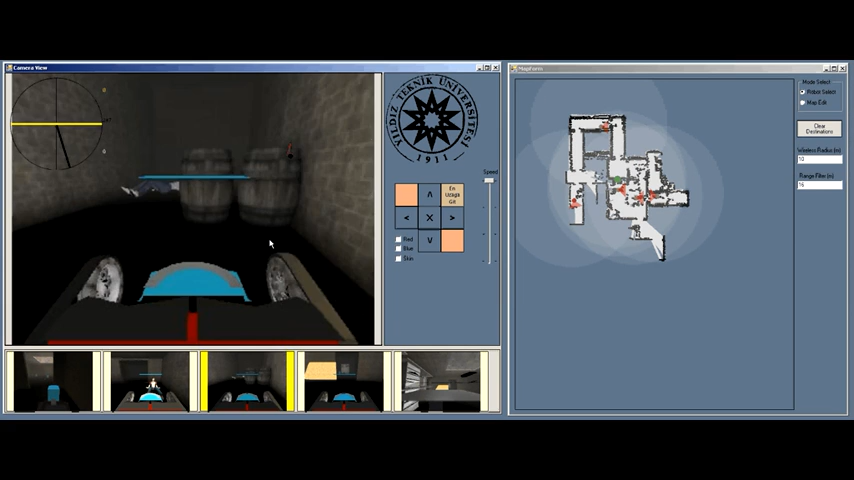 Camera View
YILDIZ TEKNİK ÜNİVERSİTESİ
1911
Speed
En
Uzağa
Git
<
X
>
Red
Blue
Skin
MapForm
Mode Select
Robot Select
Map Edit
Clear
Destinations
Wireless Radius (m)
10
Range Filter (m)
16